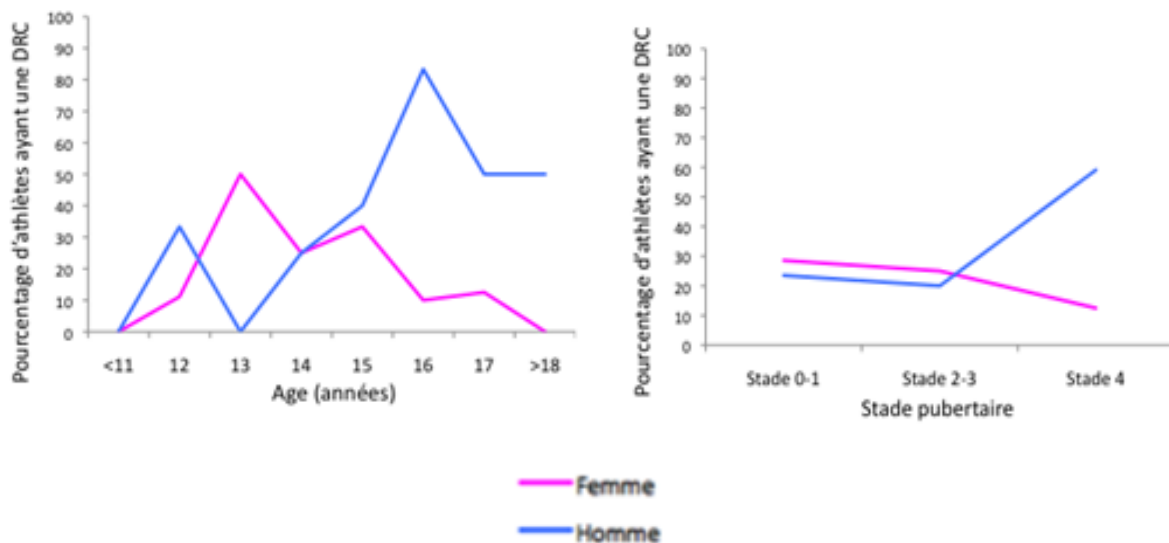 Pourcentage d'athlètes ayant une DRC
100
90
80
70
60
50
40
30
20
10
0
<11 12 13 14 15 16 17 >18
Age (années)
Pourcentage d'athlètes ayant une DRC
100
90
80
70
60
50
40
30
20
10
0
Stade 0-1 Stade 2-3 Stade 4
Stade pubertaire
Femme
Homme